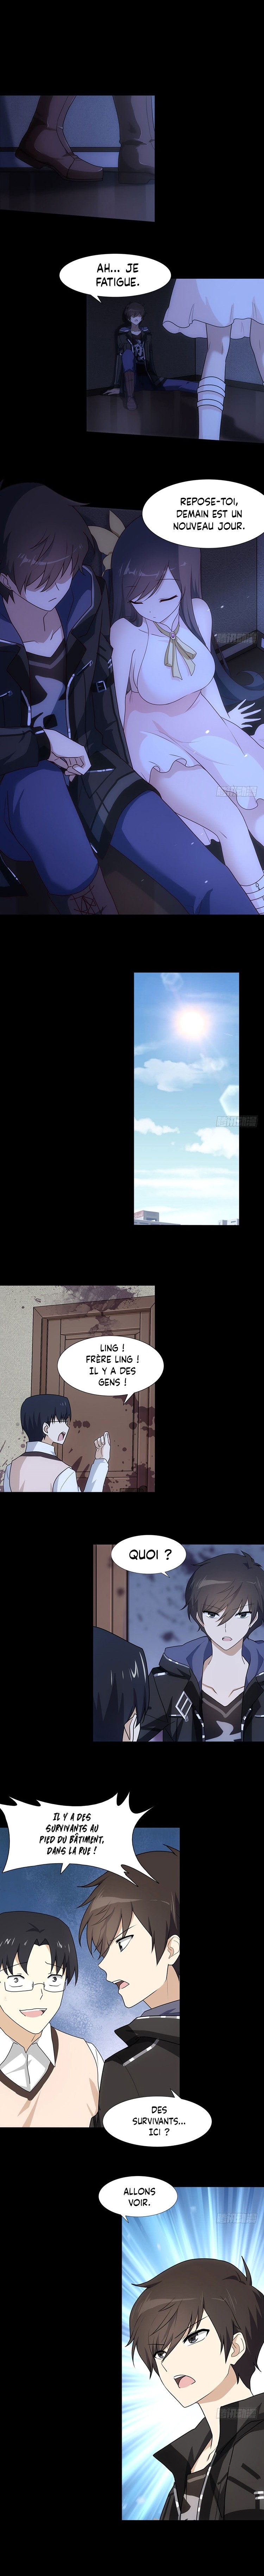 AH... JE
FATIGUE.
REPOSE-TOI,
DEMAIN EST UN
NOUVEAU JOUR.
LING !
FRÈRE LING !
IL Y A DES
GENS !
QUOI ?
IL Y A DES
SURVIVANTS AU
PIED DU BÂTIMENT,
DANS LA RUE !
DES
SURVIVANTS...
ICI ?
ALLONS
VOIR.